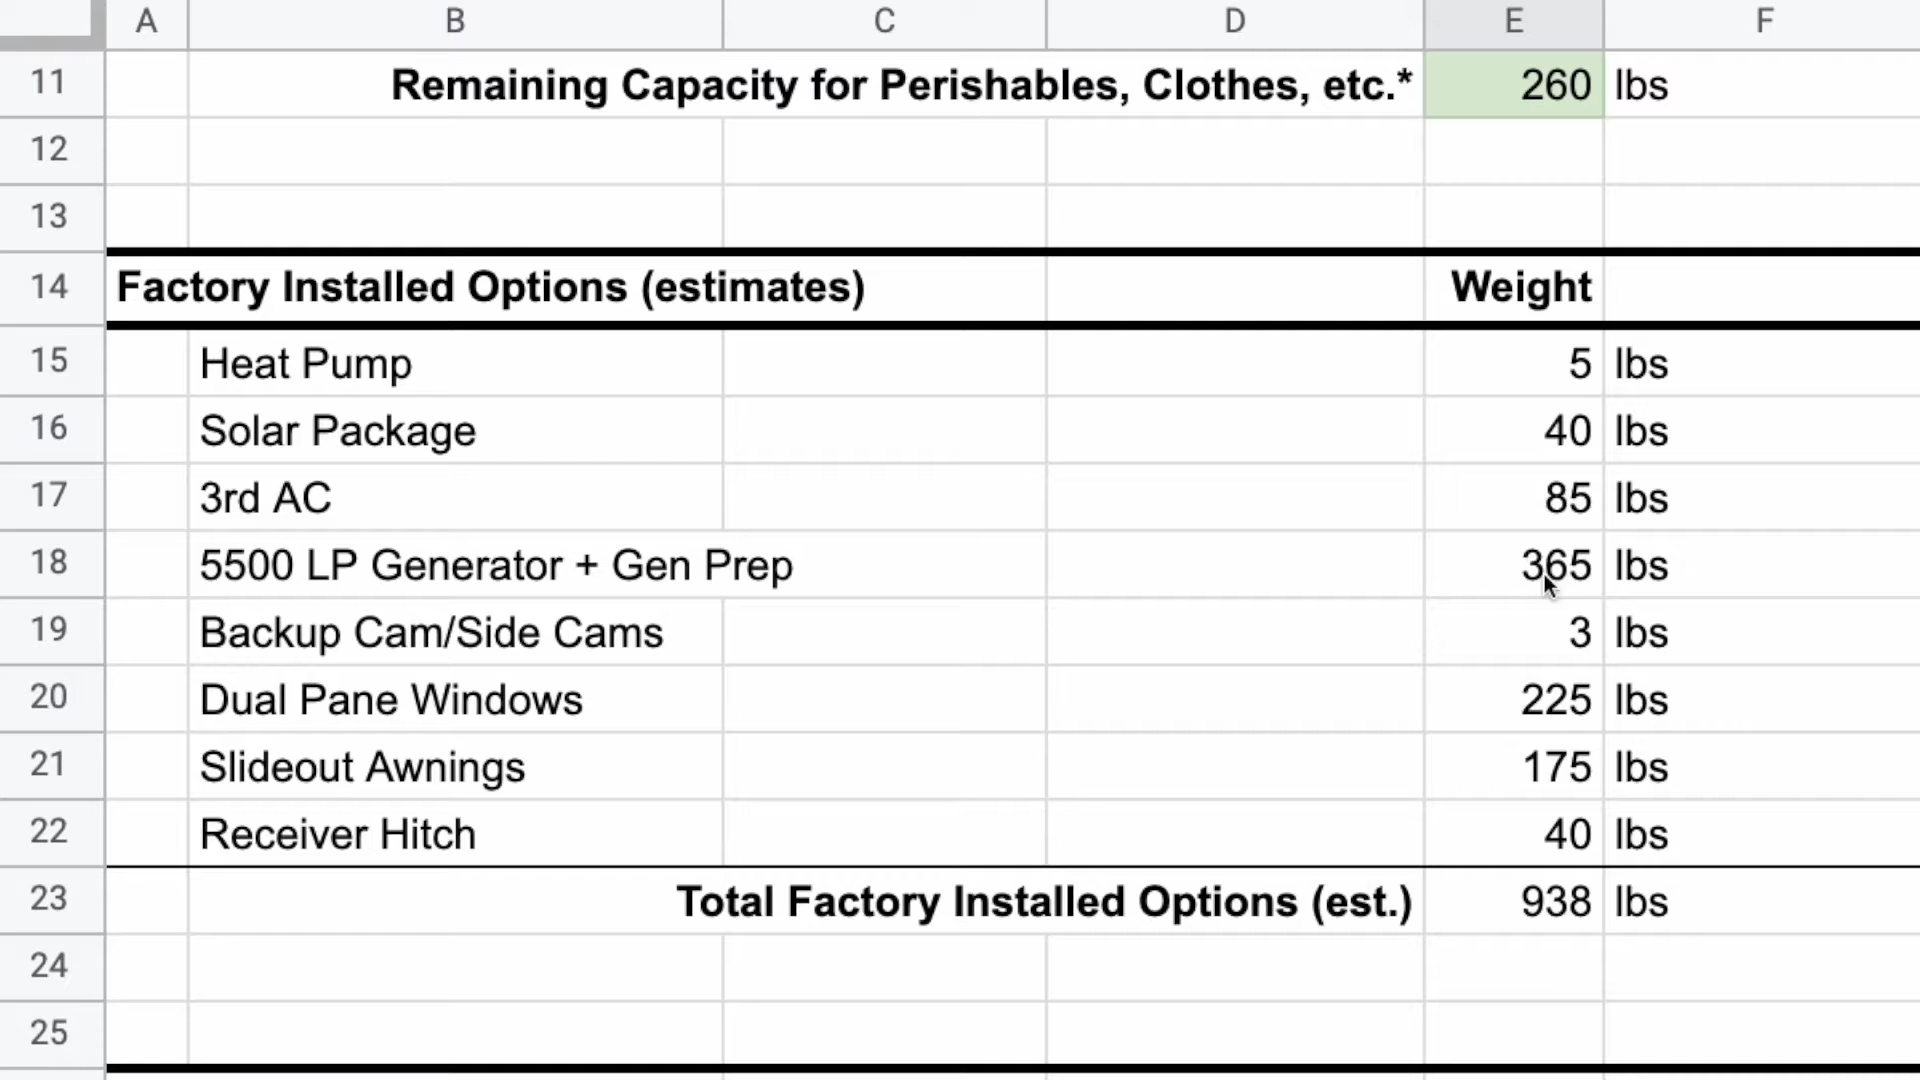 A B C D E F
11 Remaining Capacity for Perishables, Clothes, etc.* 260 lbs
12
13
14 Factory Installed Options (estimates) Weight
15 Heat Pump 5 lbs
16 Solar Package 40 lbs
17 3rd AC 85 lbs
18 5500 LP Generator + Gen Prep 365 lbs
19 Backup Cam/Side Cams 3 lbs
20 Dual Pane Windows 225 lbs
21 Slideout Awnings 175 lbs
22 Receiver Hitch 40 lbs
23 Total Factory Installed Options (est.) 938 lbs
24
25